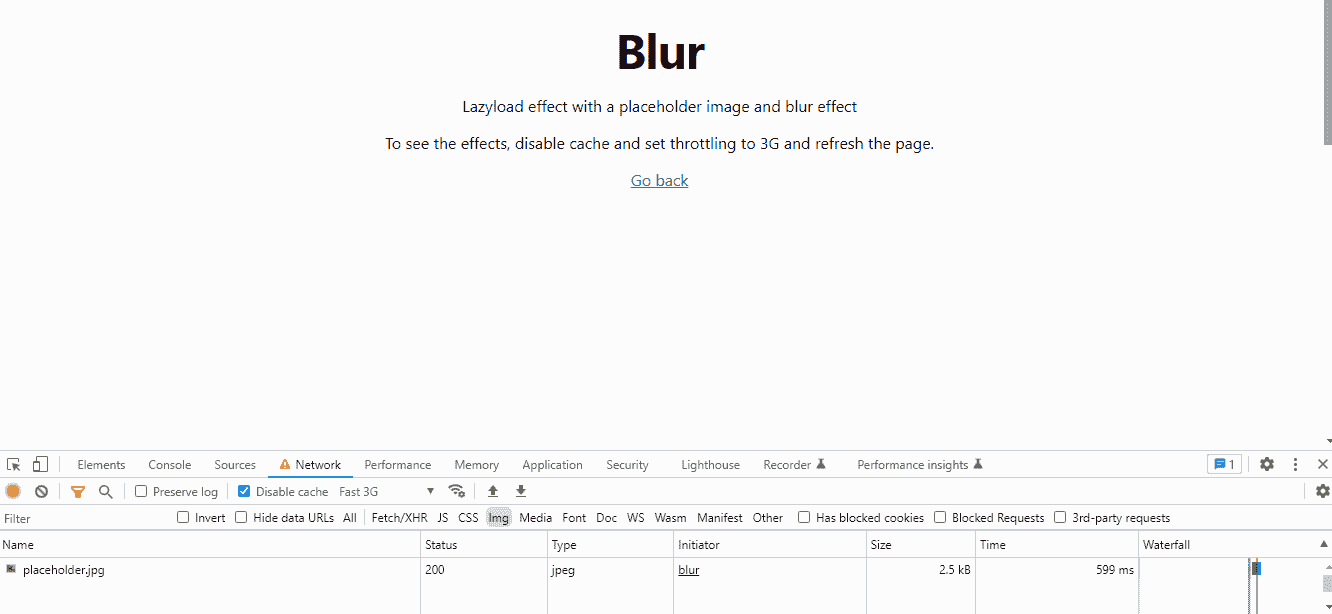 Blur
Lazyload effect with a placeholder image and blur effect
To see the effects, disable cache and set throttling to 3G and refresh the page.
Go back
Elements Console Sources Network Performance Memory Application Security Lighthouse Recorder Performance insights 1
Preserve log Disable cache Fast 3G
Filter Invert Hide data URLs All Fetch/XHR JS CSS Img Media Font Doc WS Wasm Manifest Other Has blocked cookies Blocked Requests 3rd-party requests
Name Status Type Initiator Size Time Waterfall
placeholder.jpg 200 jpeg blur 2.5 kB 599 ms